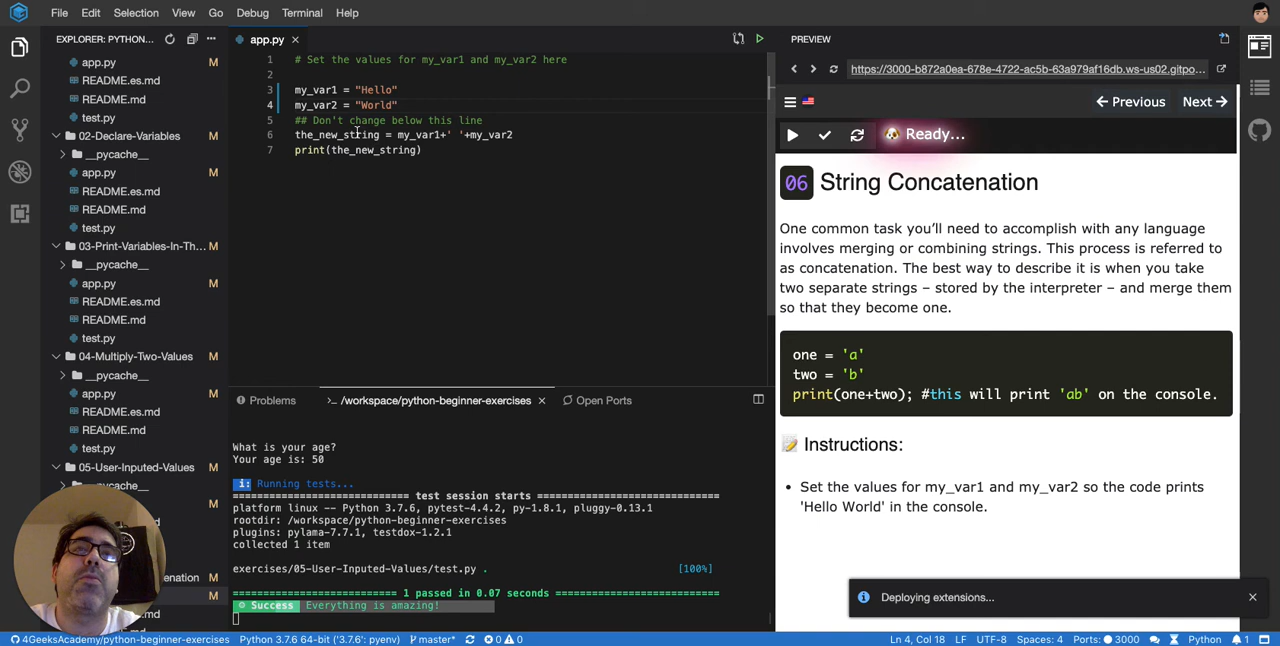 File Edit Selection View Go Debug Terminal Help
EXPLORER: PYTHON...
app.py M
README.es.md
README.md
test.py
02-Declare-Variables
__pycache__
app.py M
README.es.md
README.md
test.py
03-Print-Variables-In-Th... M
__pycache__
app.py M
README.es.md
README.md
test.py
04-Multiply-Two-Values M
__pycache__
app.py M
README.es.md
README.md
test.py
05-User-Inputed-Values M
__pycache__
M
enation M
M
app.py
1 # Set the values for my_var1 and my_var2 here
2
3 my_var1 = "Hello"
4 my_var2 = "World"
5 ## Don't change below this line
6 the_new_string = my_var1+' '+my_var2
7 print(the_new_string)
Problems >_ /workspace/python-beginner-exercises Open Ports
What is your age?
Your age is: 50
i: Running tests...
============================ test session starts =============================
platform linux -- Python 3.7.6, pytest-4.4.2, py-1.8.1, pluggy-0.13.1
rootdir: /workspace/python-beginner-exercises
plugins: pylama-7.7.1, testdox-1.2.1
collected 1 item
exercises/05-User-Inputed-Values/test.py . [100%]
========================== 1 passed in 0.07 seconds ==========================
Success Everything is amazing!
PREVIEW
https://3000-b872a0ea-678e-4722-ac5b-63a979af16db.ws-us02.gitpo...
Previous Next
Ready...
06 String Concatenation
One common task you’ll need to accomplish with any language
involves merging or combining strings. This process is referred to
as concatenation. The best way to describe it is when you take
two separate strings – stored by the interpreter – and merge them
so that they become one.
one = 'a'
two = 'b'
print(one+two); #this will print 'ab' on the console.
Instructions:
• Set the values for my_var1 and my_var2 so the code prints
'Hello World' in the console.
Deploying extensions...
4GeeksAcademy/python-beginner-exercises Python 3.7.6 64-bit ('3.7.6': pyenv) master* 0 0 Ln 4, Col 18 LF UTF-8 Spaces: 4 Ports: 3000 Python 1